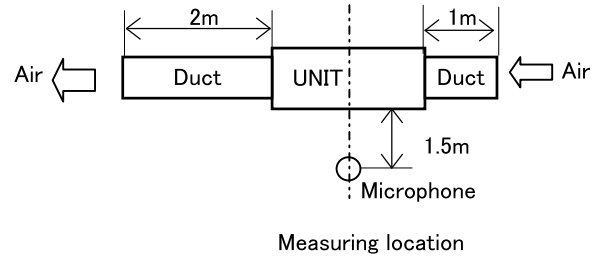 2m
1m
Air
Duct
UNIT
Duct
Air
1.5m
Microphone
Measuring location